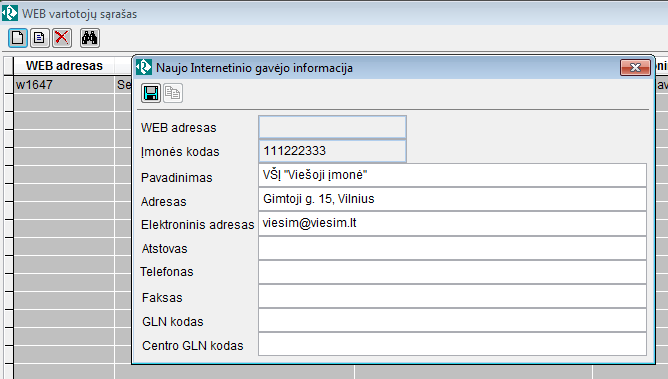 WEB vartotojų sąrašas
WEB adresas
w1647
Se
Naujo Internetinio gavėjo informacija
WEB adresas
Įmonės kodas 111222333
Pavadinimas VŠĮ "Viešoji įmonė"
Adresas Gimtoji g. 15, Vilnius
Elektroninis adresas viesim@viesim.lt
Atstovas
Telefonas
Faksas
GLN kodas
Centro GLN kodas